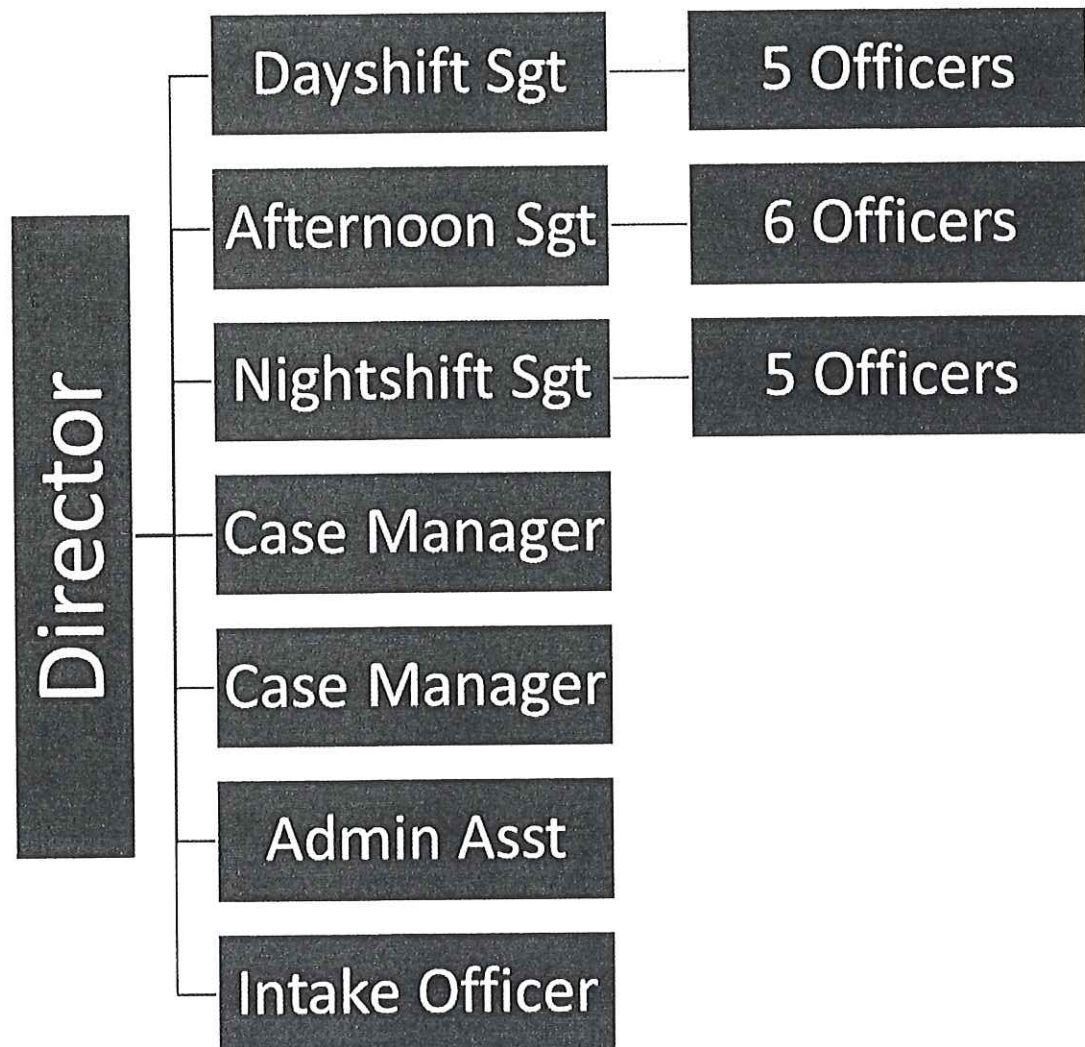 Director
Dayshift Sgt
5 Officers
Afternoon Sgt
6 Officers
Nightshift Sgt
5 Officers
Case Manager
Case Manager
Admin Asst
Intake Officer